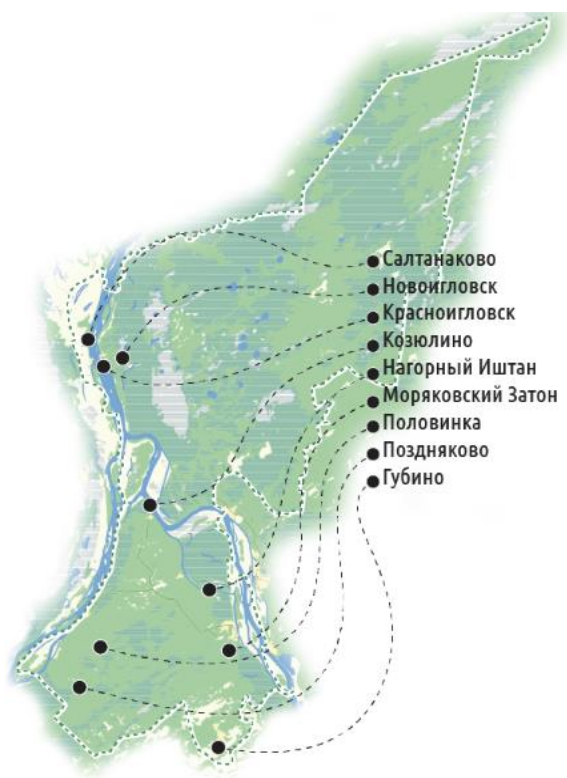 Салтанаково
Новоигловск
Красноигловск
Козюлино
Нагорный Иштан
Моряковский Затон
Половинка
Поздняково
Губино